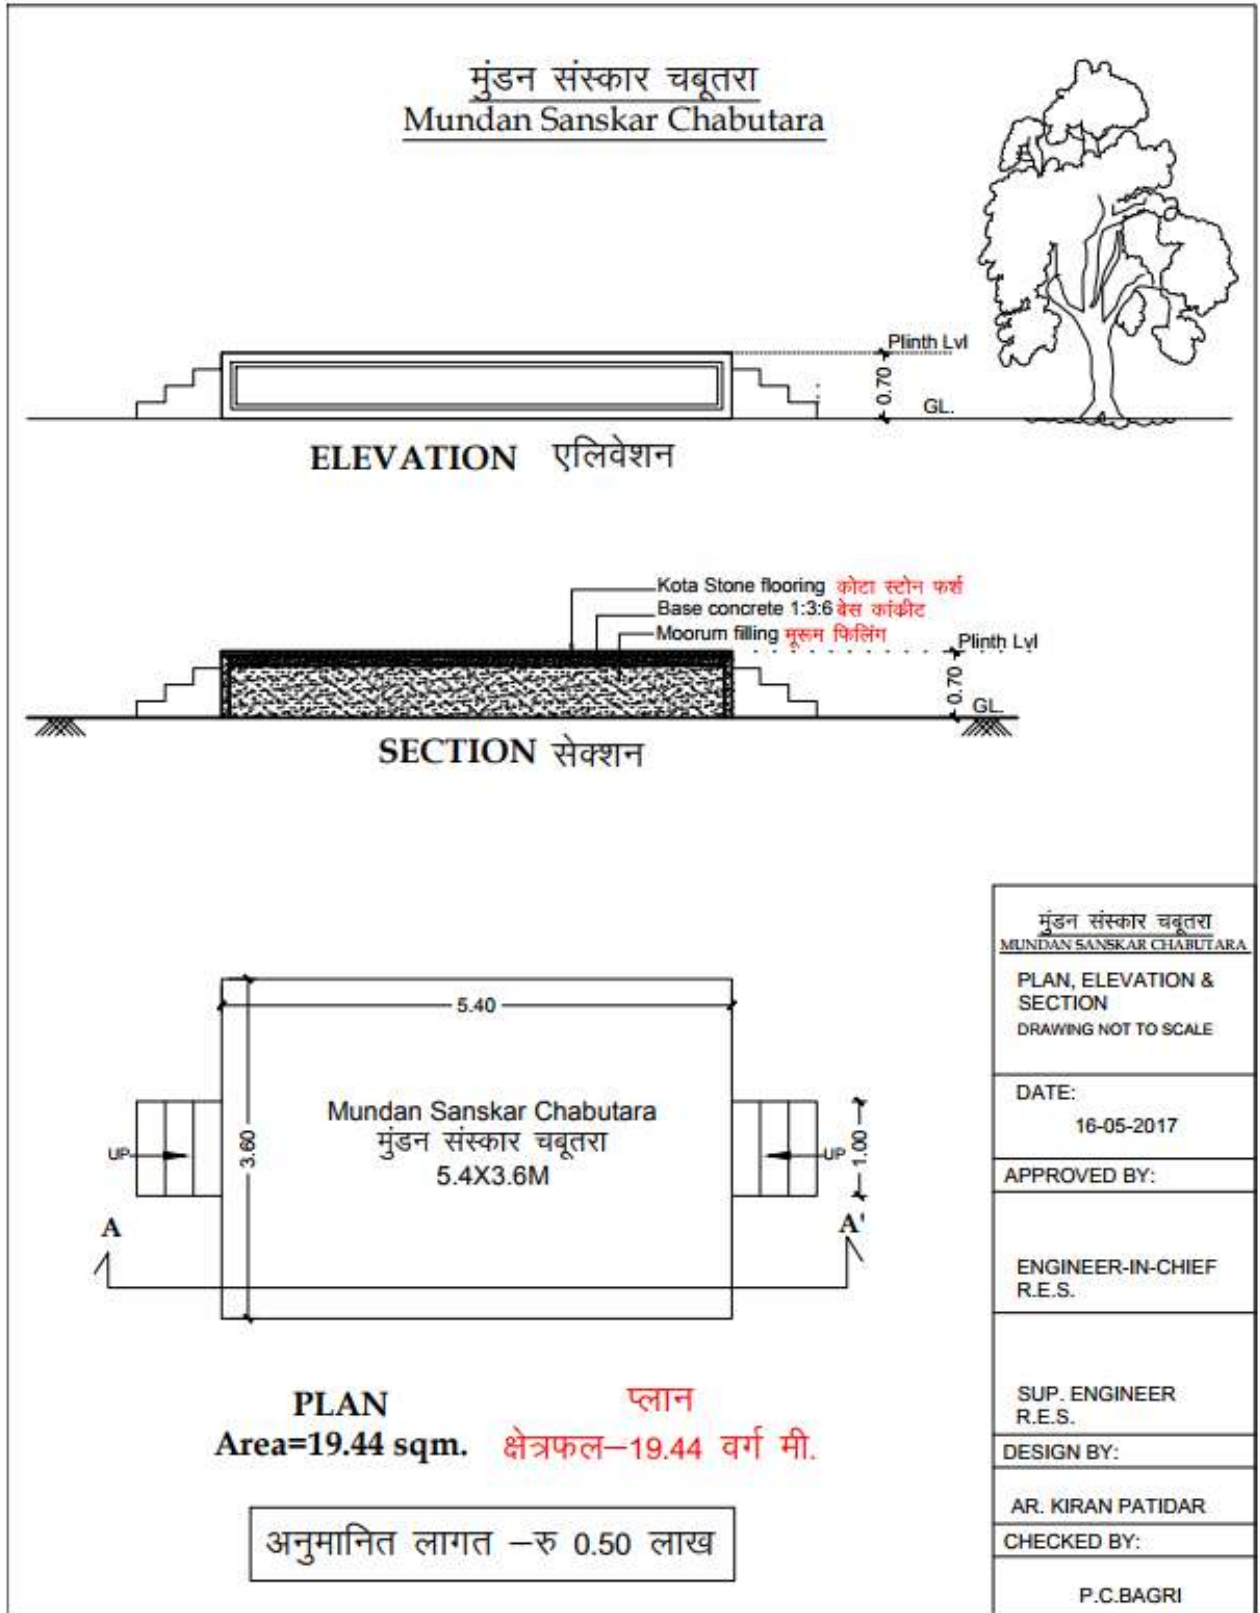 मुंडन संस्कार चबूतरा
Mundan Sanskar Chabutara
Plinth Lvl
0.70
GL.
ELEVATION एलिवेशन
Kota Stone flooring कोटा स्टोन फर्श
Base concrete 1:3:6 बेस कांक्रीट
Moorum filling मूरूम फिलिंग
Plinth Lvl
0.70
GL.
SECTION सेक्शन
5.40
3.60
Mundan Sanskar Chabutara
मुंडन संस्कार चबूतरा
5.4X3.6M
UP
UP
1.00
A
A'
PLAN प्लान
Area=19.44 sqm. क्षेत्रफल–19.44 वर्ग मी.
अनुमानित लागत –रु 0.50 लाख
मुंडन संस्कार चबूतरा
MUNDAN SANSKAR CHABUTARA
PLAN, ELEVATION &
SECTION
DRAWING NOT TO SCALE
DATE:
16-05-2017
APPROVED BY:
ENGINEER-IN-CHIEF
R.E.S.
SUP. ENGINEER
R.E.S.
DESIGN BY:
AR. KIRAN PATIDAR
CHECKED BY:
P.C.BAGRI